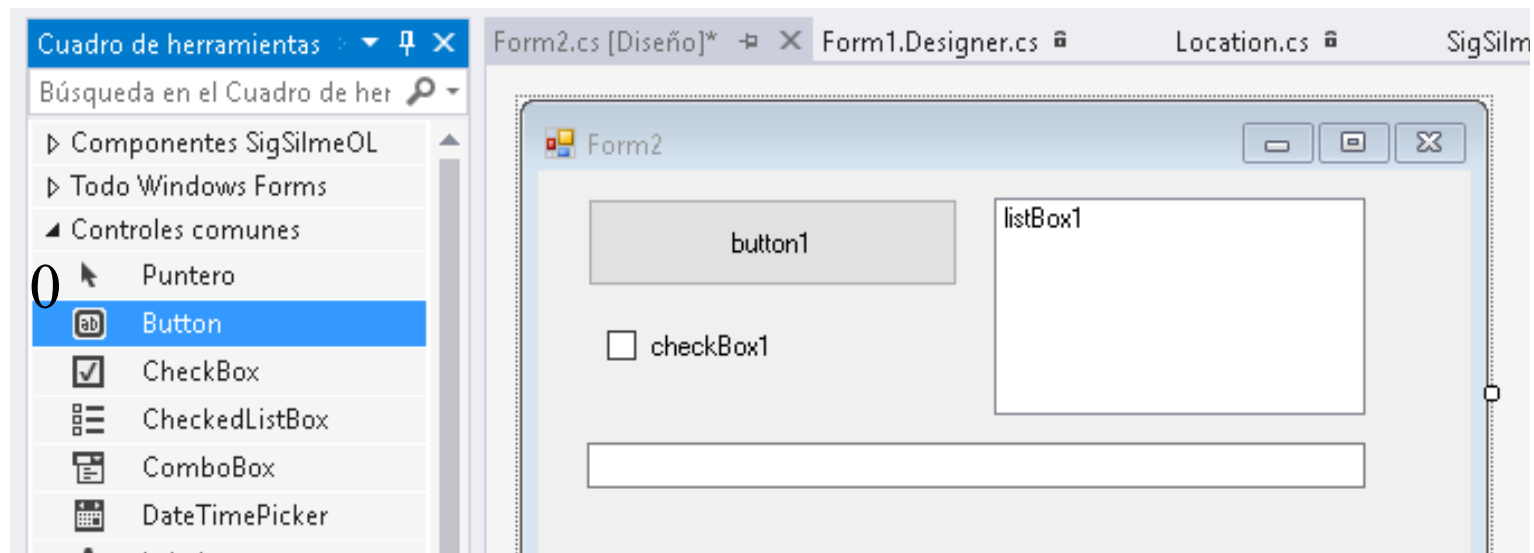 Cuadro de herramientas
Form2.cs [Diseño]* Form1.Designer.cs Location.cs SigSilm
Búsqueda en el Cuadro de her
Componentes SigSilmeOL
Todo Windows Forms
Controles comunes
0
Puntero
Button
CheckBox
CheckedListBox
ComboBox
DateTimePicker
Form2
button1
listBox1
checkBox1